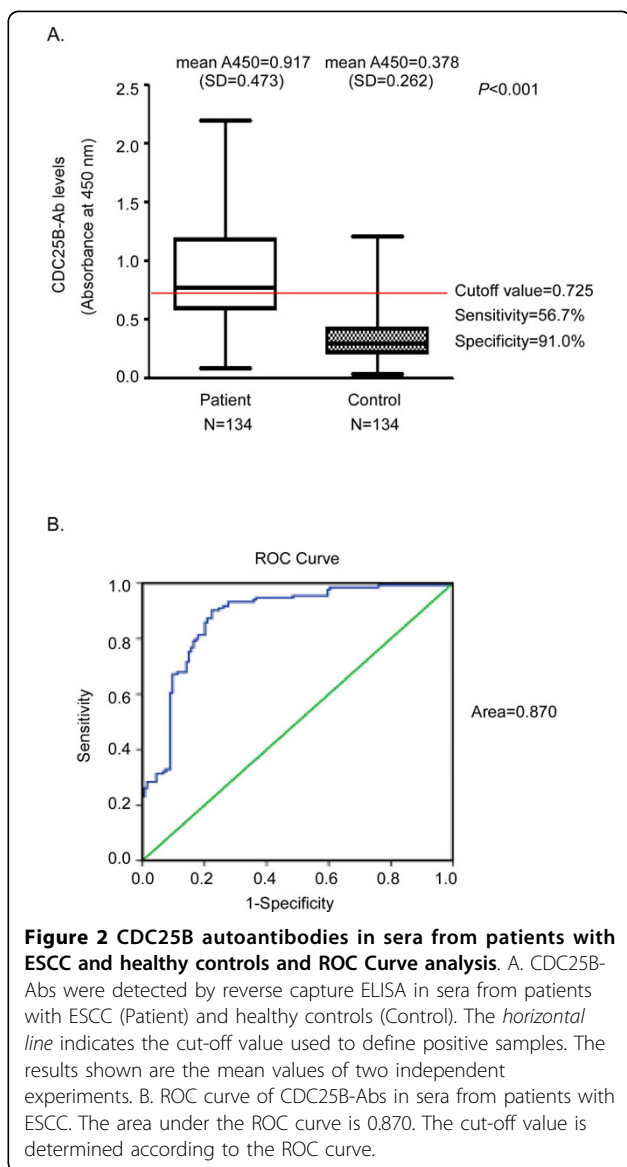 A.
mean A450=0.917 mean A450=0.378
(SD=0.473) (SD=0.262) P<0.001
CDC25B-Ab levels
(Absorbance at 450 nm)
2.5
2.0
1.5
1.0
0.5
0.0
Cutoff value=0.725
Sensitivity=56.7%
Specificity=91.0%
Patient Control
N=134 N=134
B.
ROC Curve
Sensitivity
1.0
0.8
0.6
0.4
0.2
0.0
Area=0.870
0.0 0.2 0.4 0.6 0.8 1.0
1-Specificity
Figure 2 CDC25B autoantibodies in sera from patients with
ESCC and healthy controls and ROC Curve analysis. A. CDC25B-
Abs were detected by reverse capture ELISA in sera from patients
with ESCC (Patient) and healthy controls (Control). The horizontal
line indicates the cut-off value used to define positive samples. The
results shown are the mean values of two independent
experiments. B. ROC curve of CDC25B-Abs in sera from patients with
ESCC. The area under the ROC curve is 0.870. The cut-off value is
determined according to the ROC curve.